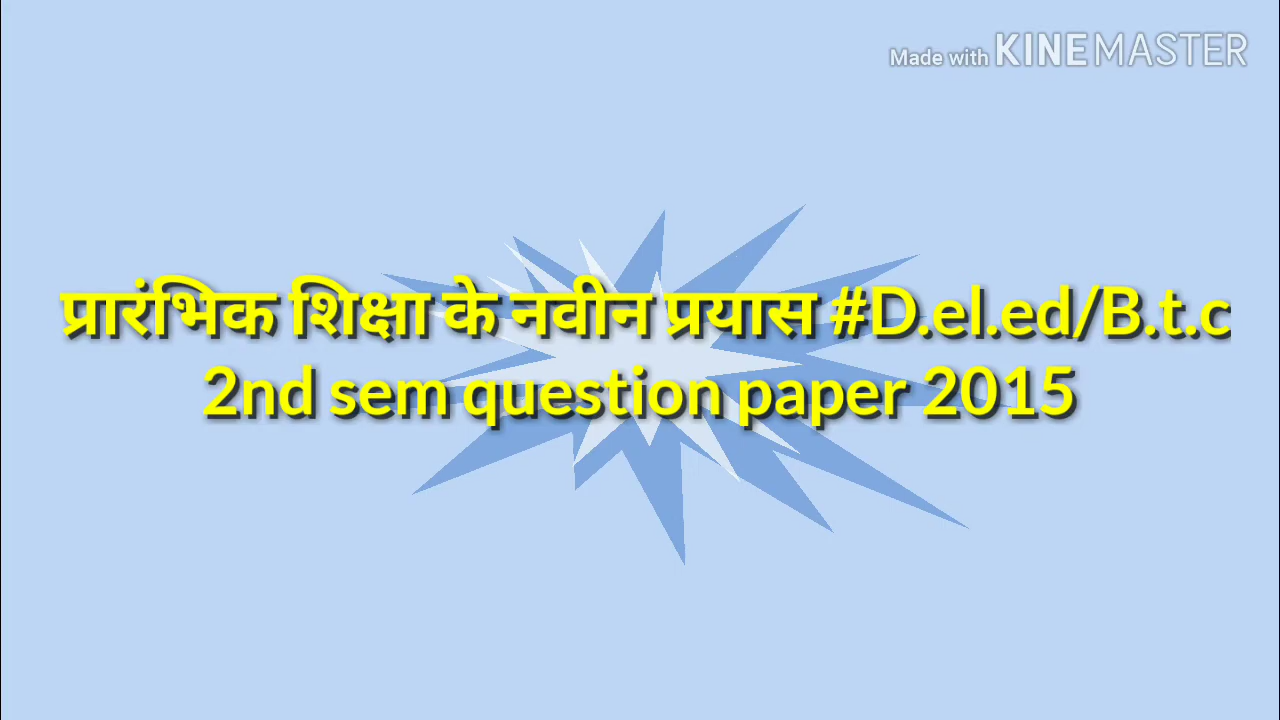 Made with KINEMASTER
प्रारंभिक शिक्षा के नवीन प्रयास #D.el.ed/B.t.c
2nd sem question paper 2015